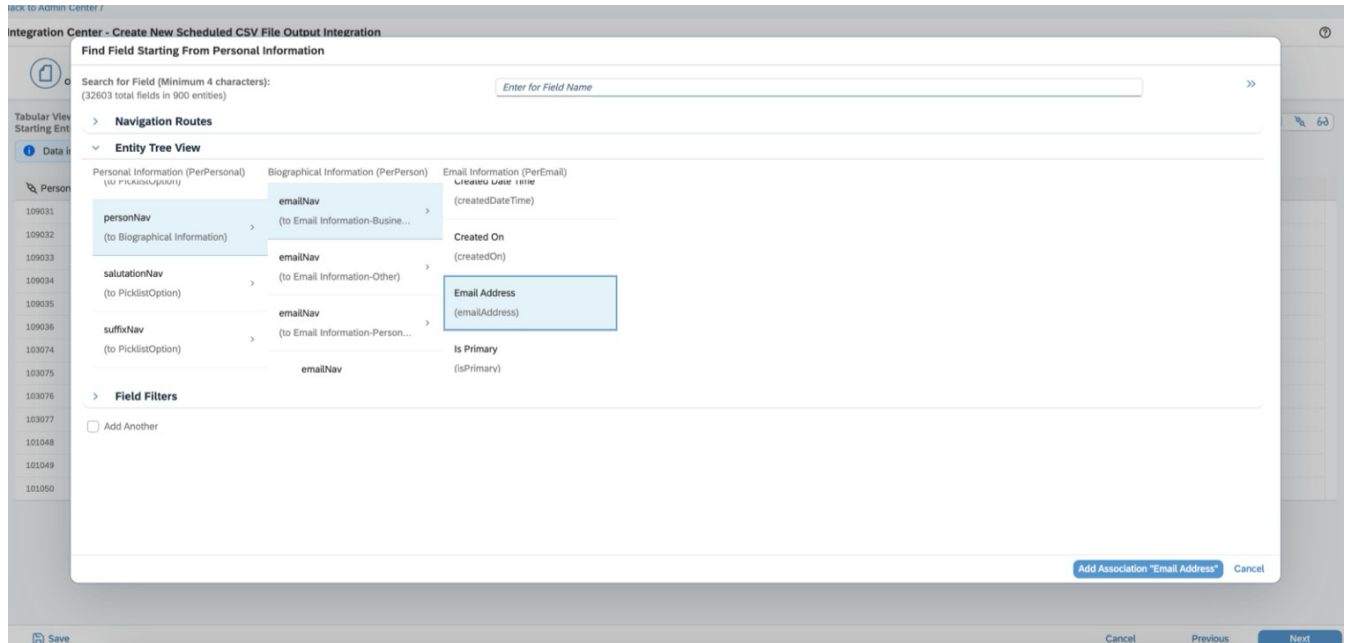 Back to Admin Center /
Integration Center - Create New Scheduled CSV File Output Integration
Find Field Starting From Personal Information
Search for Field (Minimum 4 characters):
(32603 total fields in 900 entities)
Enter for Field Name
Tabular View
Starting Ent
Navigation Routes
Data i
Entity Tree View
Personal Information (PerPersonal)
Biographical Information (PerPerson)
Email Information (PerEmail)
(to PicklistOption)
personNav
(to Biographical Information)
salutationNav
(to PicklistOption)
suffixNav
(to PicklistOption)
emailNav
(to Email Information-Busine...
emailNav
(to Email Information-Other)
emailNav
(to Email Information-Person...
emailNav
Created Date Time
(createdDateTime)
Created On
(createdOn)
Email Address
(emailAddress)
Is Primary
(isPrimary)
Person
109031
109032
109033
109034
109035
109036
103074
103075
103076
103077
101048
101049
101050
Field Filters
Add Another
Add Association "Email Address"
Cancel
Save
Cancel
Previous
Next